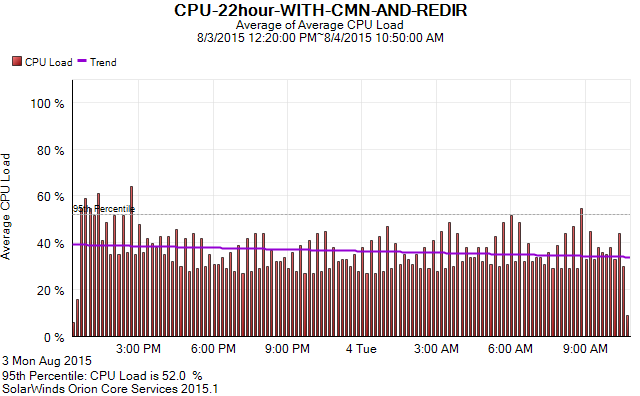 CPU-22hour-WITH-CMN-AND-REDIR
Average of Average CPU Load
8/3/2015 12:20:00 PM~8/4/2015 10:50:00 AM
CPU Load Trend
Average CPU Load
100 %
80 %
60 %
95th Percentile
40 %
20 %
0 %
3:00 PM 6:00 PM 9:00 PM 4 Tue 3:00 AM 6:00 AM 9:00 AM
3 Mon Aug 2015
95th Percentile: CPU Load is 52.0 %
SolarWinds Orion Core Services 2015.1